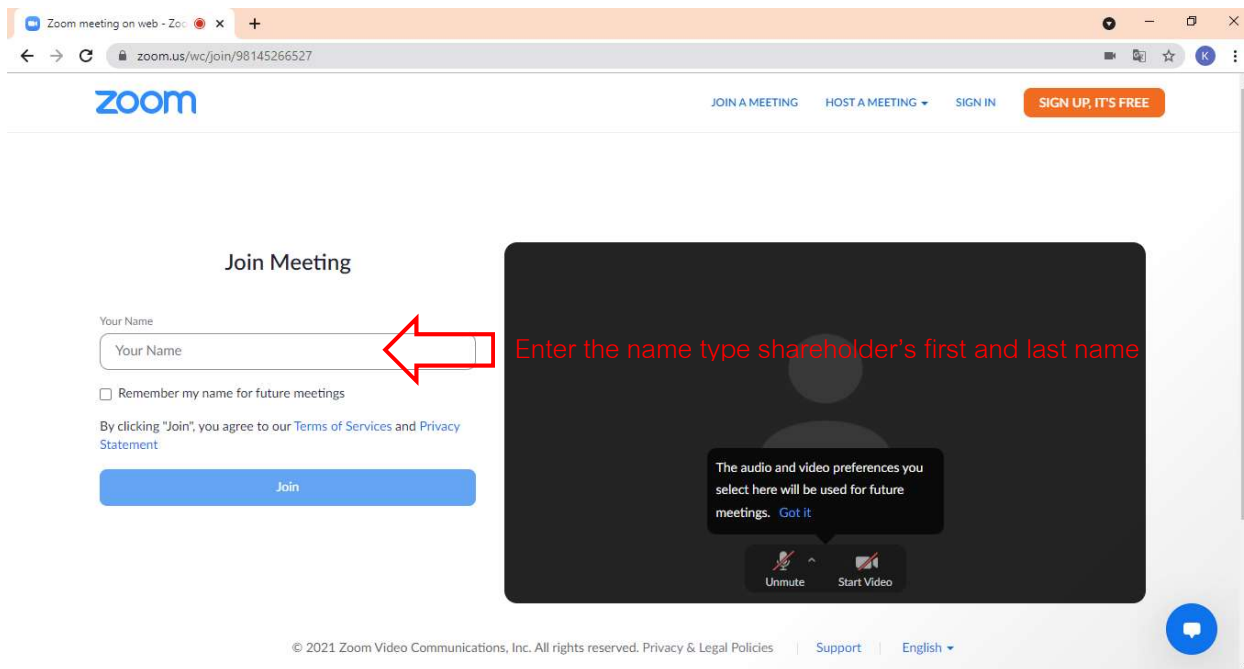 Zoom meeting on web - Zoo
zoom.us/wc/join/98145266527
K
zoom
JOIN A MEETING HOST A MEETING SIGN IN SIGN UP, IT'S FREE
Join Meeting
Your Name
Your Name
Enter the name type shareholder's first and last name
Remember my name for future meetings
By clicking "Join", you agree to our Terms of Services and Privacy
Statement
Join
The audio and video preferences you
select here will be used for future
meetings. Got it
Unmute Start Video
© 2021 Zoom Video Communications, Inc. All rights reserved. Privacy & Legal Policies Support English